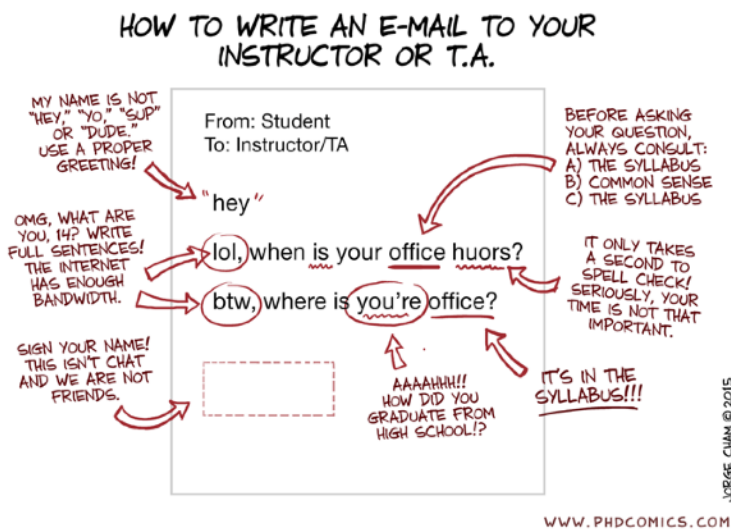 HOW TO WRITE AN E-MAIL TO YOUR
INSTRUCTOR OR T.A.
MY NAME IS NOT
"HEY," "YO," "SUP"
OR "DUDE."
USE A PROPER
GREETING!
From: Student
To: Instructor/TA
BEFORE ASKING
YOUR QUESTION,
ALWAYS CONSULT:
A) THE SYLLABUS
B) COMMON SENSE
C) THE SYLLABUS
"hey"
OMG, WHAT ARE
YOU, 14? WRITE
FULL SENTENCES!
THE INTERNET
HAS ENOUGH
BANDWIDTH.
lol, when is your office huors?
btw, where is you're office?
IT ONLY TAKES
A SECOND TO
SPELL CHECK!
SERIOUSLY, YOUR
TIME IS NOT THAT
IMPORTANT.
SIGN YOUR NAME!
THIS ISN'T CHAT
AND WE ARE NOT
FRIENDS.
AAAAHHH!!
HOW DID YOU
GRADUATE FROM
HIGH SCHOOL!?
IT'S IN THE
SYLLABUS!!!
JORGE CHAM © 2015
WWW.PHDCOMICS.COM